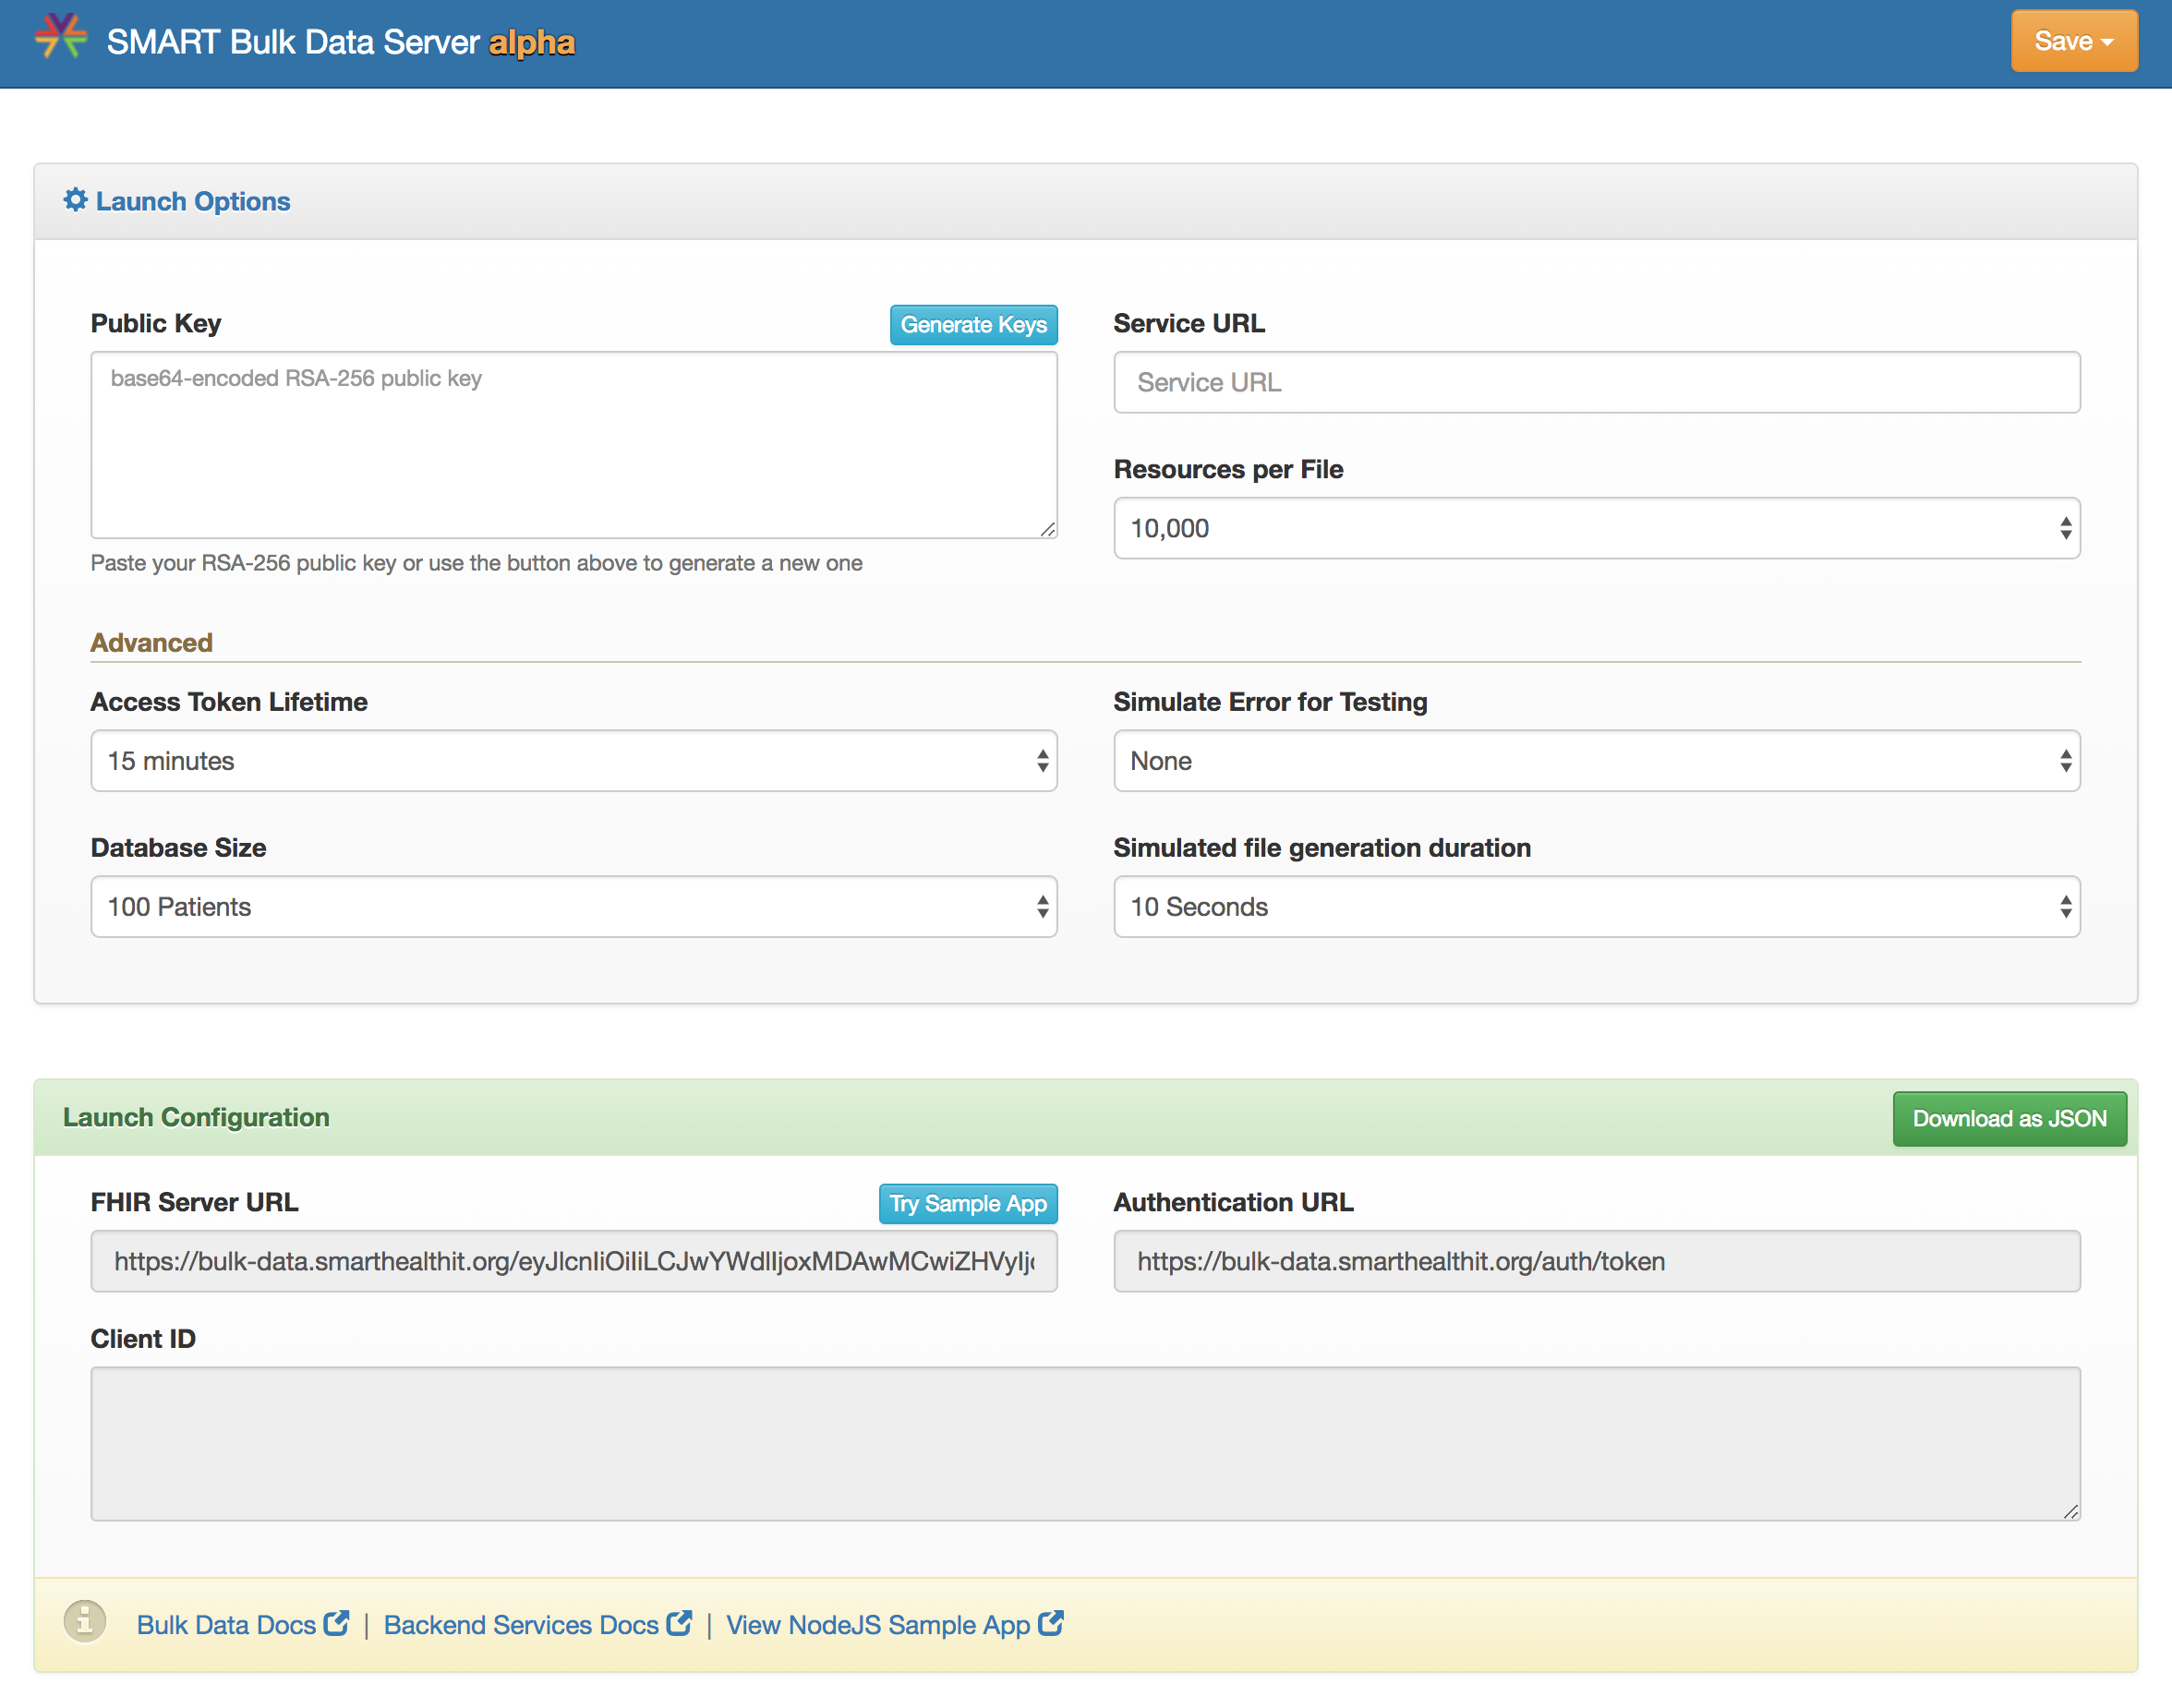 SMART Bulk Data Server alpha
Save
Launch Options
Public Key
Generate Keys
base64-encoded RSA-256 public key
Paste your RSA-256 public key or use the button above to generate a new one
Service URL
Service URL
Resources per File
10,000
Advanced
Access Token Lifetime
15 minutes
Simulate Error for Testing
None
Database Size
100 Patients
Simulated file generation duration
10 Seconds
Launch Configuration
Download as JSON
FHIR Server URL
Try Sample App
https://bulk-data.smarthealthit.org/eyJlcnIiOiIiLCJwYWdlIjoxMDAwMCwiZHVyIjo
Authentication URL
https://bulk-data.smarthealthit.org/auth/token
Client ID
Bulk Data Docs | Backend Services Docs | View NodeJS Sample App